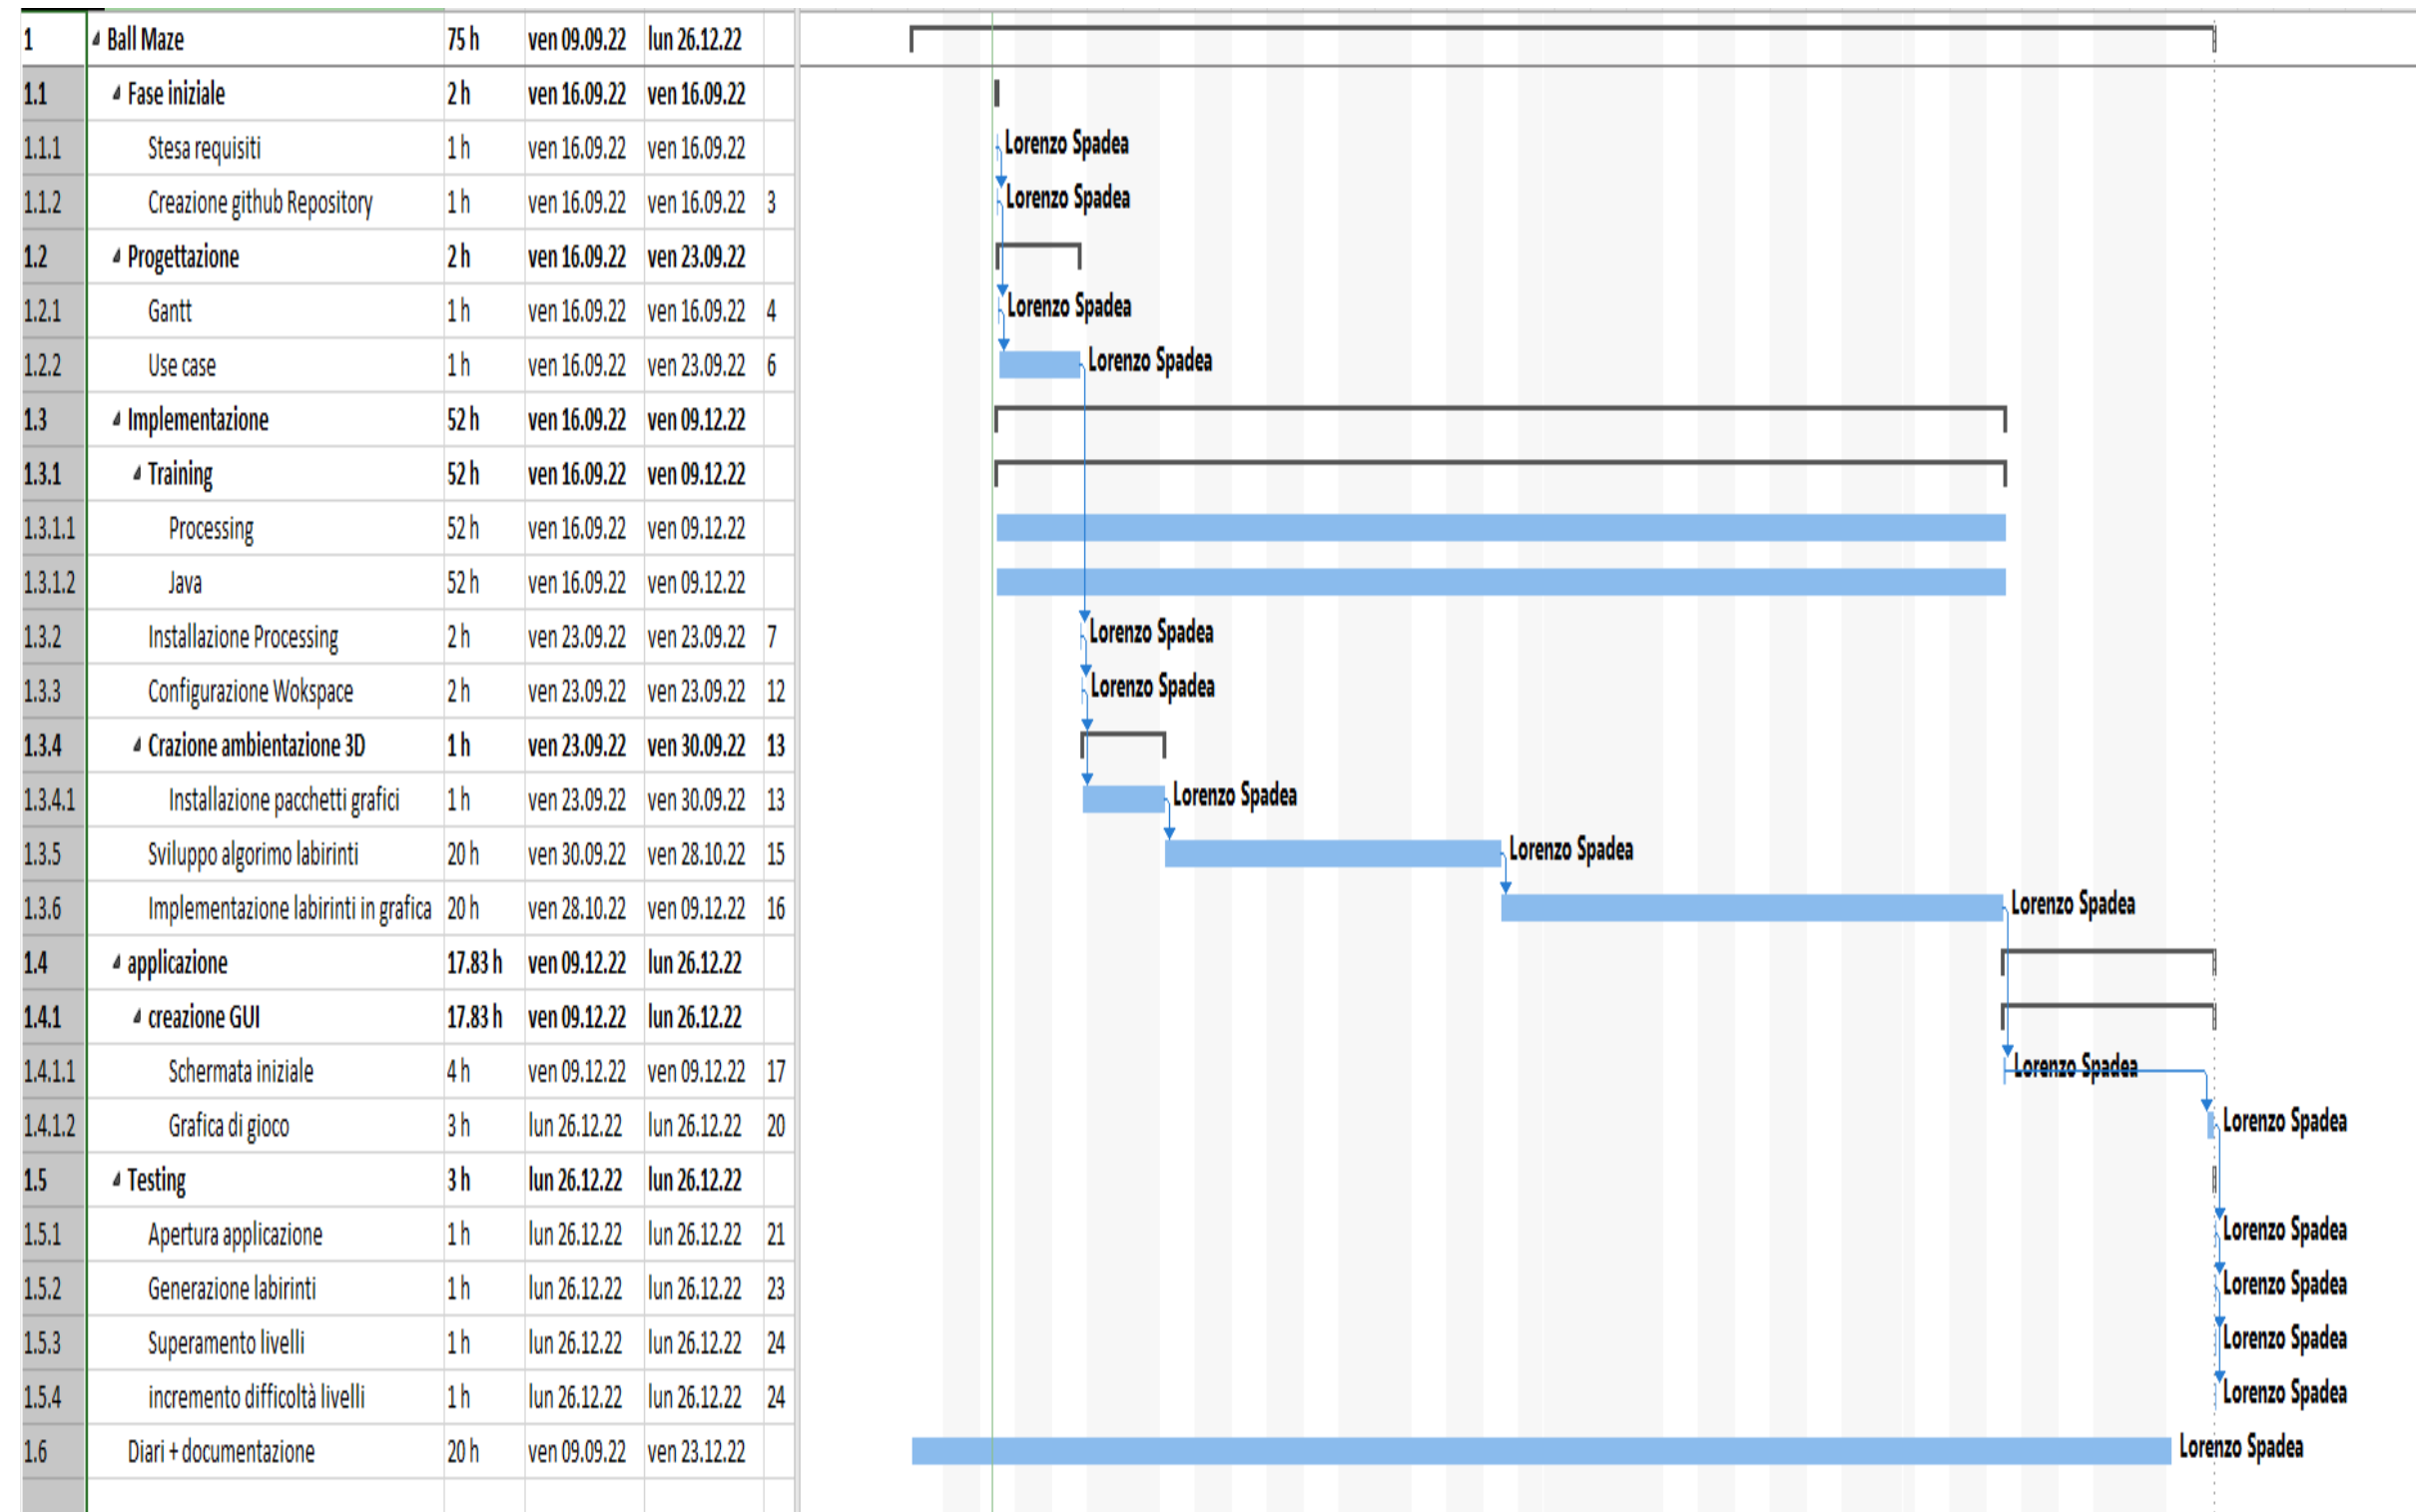 1 Ball Maze 75 h ven 09.09.22 lun 26.12.22
1.1 Fase iniziale 2 h ven 16.09.22 ven 16.09.22
1.1.1 Stesa requisiti 1 h ven 16.09.22 ven 16.09.22 Lorenzo Spadea
1.1.2 Creazione github Repository 1 h ven 16.09.22 ven 16.09.22 3 Lorenzo Spadea
1.2 Progettazione 2 h ven 16.09.22 ven 23.09.22
1.2.1 Gantt 1 h ven 16.09.22 ven 16.09.22 4 Lorenzo Spadea
1.2.2 Use case 1 h ven 16.09.22 ven 23.09.22 6 Lorenzo Spadea
1.3 Implementazione 52 h ven 16.09.22 ven 09.12.22
1.3.1 Training 52 h ven 16.09.22 ven 09.12.22
1.3.1.1 Processing 52 h ven 16.09.22 ven 09.12.22
1.3.1.2 Java 52 h ven 16.09.22 ven 09.12.22
1.3.2 Installazione Processing 2 h ven 23.09.22 ven 23.09.22 7 Lorenzo Spadea
1.3.3 Configurazione Wokspace 2 h ven 23.09.22 ven 23.09.22 12 Lorenzo Spadea
1.3.4 Crazione ambientazione 3D 1 h ven 23.09.22 ven 30.09.22 13
1.3.4.1 Installazione pacchetti grafici 1 h ven 23.09.22 ven 30.09.22 13 Lorenzo Spadea
1.3.5 Sviluppo algorimo labirinti 20 h ven 30.09.22 ven 28.10.22 15 Lorenzo Spadea
1.3.6 Implementazione labirinti in grafica 20 h ven 28.10.22 ven 09.12.22 16 Lorenzo Spadea
1.4 applicazione 17.83 h ven 09.12.22 lun 26.12.22
1.4.1 creazione GUI 17.83 h ven 09.12.22 lun 26.12.22
1.4.1.1 Schermata iniziale 4 h ven 09.12.22 ven 09.12.22 17 Lorenzo Spadea
1.4.1.2 Grafica di gioco 3 h lun 26.12.22 lun 26.12.22 20 Lorenzo Spadea
1.5 Testing 3 h lun 26.12.22 lun 26.12.22
1.5.1 Apertura applicazione 1 h lun 26.12.22 lun 26.12.22 21 Lorenzo Spadea
1.5.2 Generazione labirinti 1 h lun 26.12.22 lun 26.12.22 23 Lorenzo Spadea
1.5.3 Superamento livelli 1 h lun 26.12.22 lun 26.12.22 24 Lorenzo Spadea
1.5.4 incremento difficoltà livelli 1 h lun 26.12.22 lun 26.12.22 24 Lorenzo Spadea
1.6 Diari + documentazione 20 h ven 09.09.22 ven 23.12.22 Lorenzo Spadea